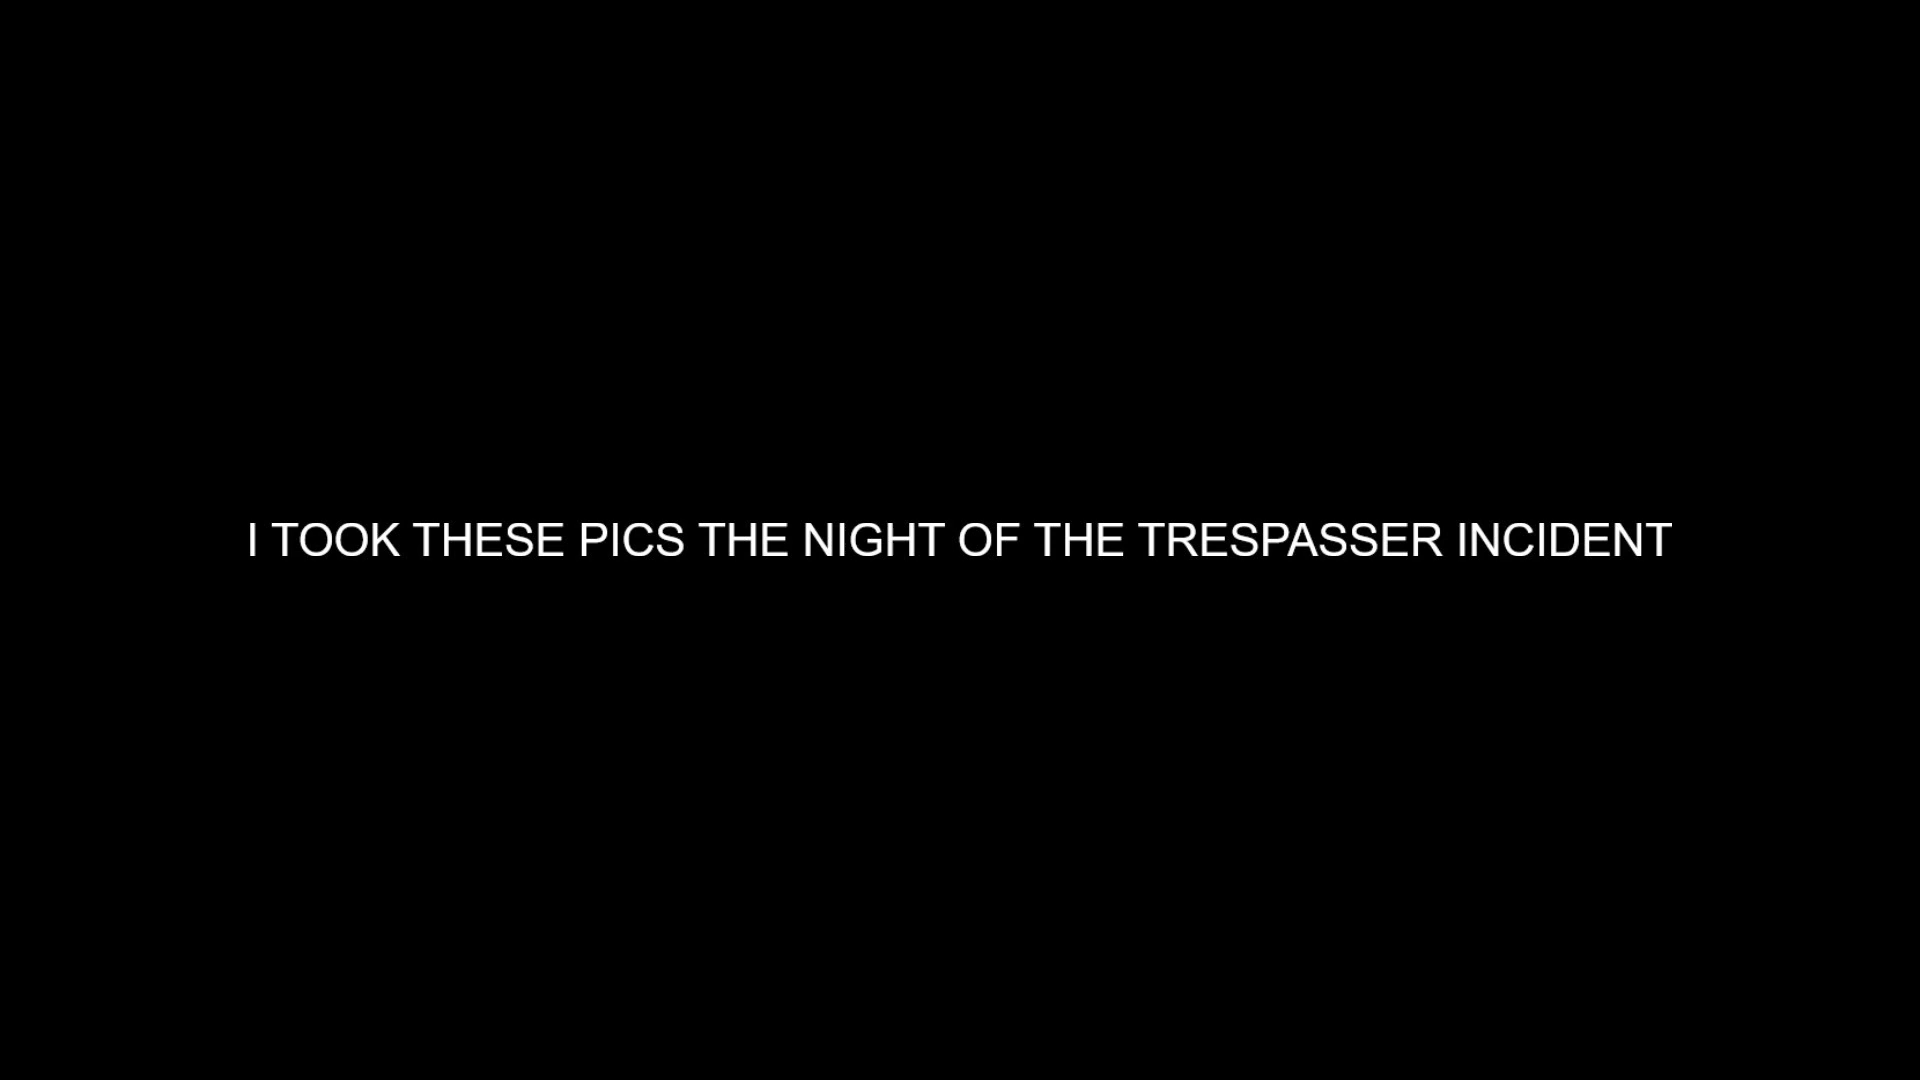 I TOOK THESE PICS THE NIGHT OF THE TRESPASSER INCIDENT